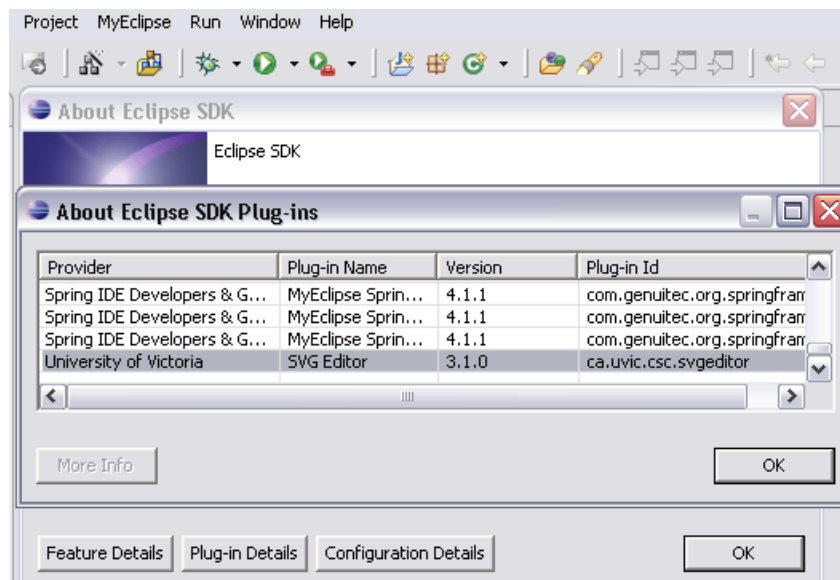 Project MyEclipse Run Window Help
About Eclipse SDK
Eclipse SDK
About Eclipse SDK Plug-ins
Provider Plug-in Name Version Plug-in Id
Spring IDE Developers & G... MyEclipse Sprin... 4.1.1 com.genuitec.org.springfram
Spring IDE Developers & G... MyEclipse Sprin... 4.1.1 com.genuitec.org.springfram
Spring IDE Developers & G... MyEclipse Sprin... 4.1.1 com.genuitec.org.springfram
University of Victoria SVG Editor 3.1.0 ca.uvic.csc.svgeditor
More Info OK
Feature Details Plug-in Details Configuration Details OK